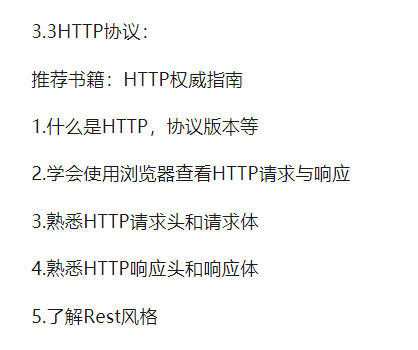 3.3HTTP协议：
推荐书籍：HTTP权威指南
1.什么是HTTP，协议版本等
2.学会使用浏览器查看HTTP请求与响应
3.熟悉HTTP请求头和请求体
4.熟悉HTTP响应头和响应体
5.了解Rest风格